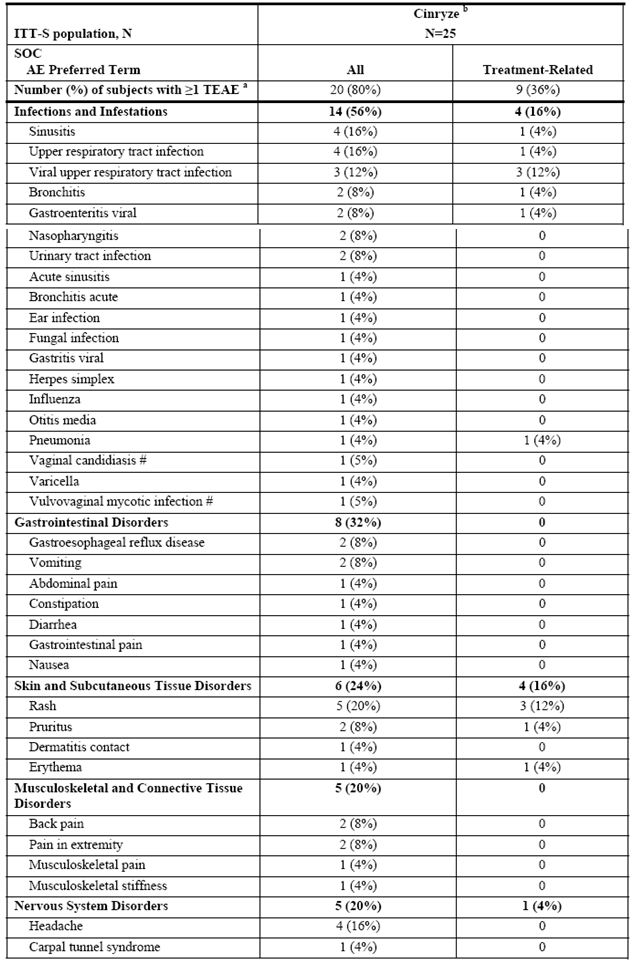 ITT-S population, N Cinryze b N=25
SOC
AE Preferred Term All Treatment-Related
Number (%) of subjects with ≥1 TEAE a 20 (80%) 9 (36%)
Infections and Infestations 14 (56%) 4 (16%)
Sinusitis 4 (16%) 1 (4%)
Upper respiratory tract infection 4 (16%) 1 (4%)
Viral upper respiratory tract infection 3 (12%) 3 (12%)
Bronchitis 2 (8%) 1 (4%)
Gastroenteritis viral 2 (8%) 1 (4%)
Nasopharyngitis 2 (8%) 0
Urinary tract infection 2 (8%) 0
Acute sinusitis 1 (4%) 0
Bronchitis acute 1 (4%) 0
Ear infection 1 (4%) 0
Fungal infection 1 (4%) 0
Gastritis viral 1 (4%) 0
Herpes simplex 1 (4%) 0
Influenza 1 (4%) 0
Otitis media 1 (4%) 0
Pneumonia 1 (4%) 1 (4%)
Vaginal candidiasis # 1 (5%) 0
Varicella 1 (4%) 0
Vulvovaginal mycotic infection # 1 (5%) 0
Gastrointestinal Disorders 8 (32%) 0
Gastroesophageal reflux disease 2 (8%) 0
Vomiting 2 (8%) 0
Abdominal pain 1 (4%) 0
Constipation 1 (4%) 0
Diarrhea 1 (4%) 0
Gastrointestinal pain 1 (4%) 0
Nausea 1 (4%) 0
Skin and Subcutaneous Tissue Disorders 6 (24%) 4 (16%)
Rash 5 (20%) 3 (12%)
Pruritus 2 (8%) 1 (4%)
Dermatitis contact 1 (4%) 0
Erythema 1 (4%) 1 (4%)
Musculoskeletal and Connective Tissue 5 (20%) 0
Disorders
Back pain 2 (8%) 0
Pain in extremity 2 (8%) 0
Musculoskeletal pain 1 (4%) 0
Musculoskeletal stiffness 1 (4%) 0
Nervous System Disorders 5 (20%) 1 (4%)
Headache 4 (16%) 0
Carpal tunnel syndrome 1 (4%) 0